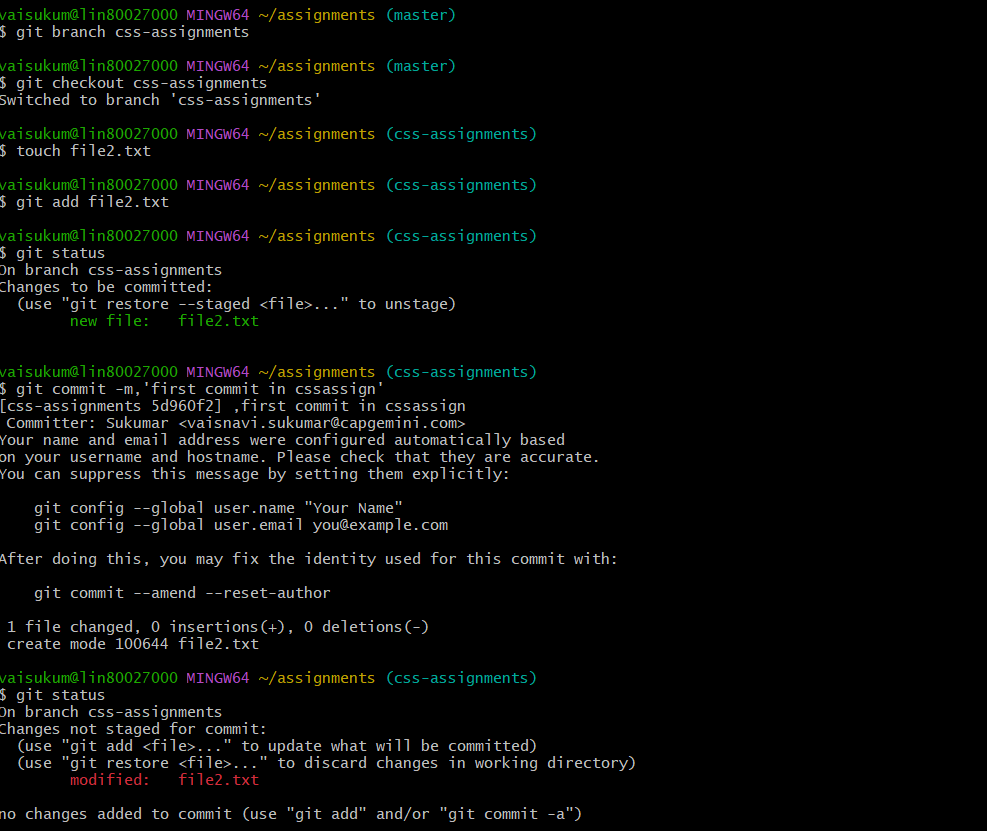 vaisukum@lin80027000 MINGW64 ~/assignments (master)
$ git branch css-assignments
vaisukum@lin80027000 MINGW64 ~/assignments (master)
$ git checkout css-assignments
Switched to branch 'css-assignments'
vaisukum@lin80027000 MINGW64 ~/assignments (css-assignments)
$ touch file2.txt
vaisukum@lin80027000 MINGW64 ~/assignments (css-assignments)
$ git add file2.txt
vaisukum@lin80027000 MINGW64 ~/assignments (css-assignments)
$ git status
On branch css-assignments
Changes to be committed:
  (use "git restore --staged <file>..." to unstage)
        new file:   file2.txt
vaisukum@lin80027000 MINGW64 ~/assignments (css-assignments)
$ git commit -m,'first commit in cssassign'
[css-assignments 5d960f2] ,first commit in cssassign
 Committer: Sukumar <vaisnavi.sukumar@capgemini.com>
Your name and email address were configured automatically based
on your username and hostname. Please check that they are accurate.
You can suppress this message by setting them explicitly:
    git config --global user.name "Your Name"
    git config --global user.email you@example.com
After doing this, you may fix the identity used for this commit with:
    git commit --amend --reset-author
 1 file changed, 0 insertions(+), 0 deletions(-)
 create mode 100644 file2.txt
vaisukum@lin80027000 MINGW64 ~/assignments (css-assignments)
$ git status
On branch css-assignments
Changes not staged for commit:
  (use "git add <file>..." to update what will be committed)
  (use "git restore <file>..." to discard changes in working directory)
        modified:   file2.txt
no changes added to commit (use "git add" and/or "git commit -a")